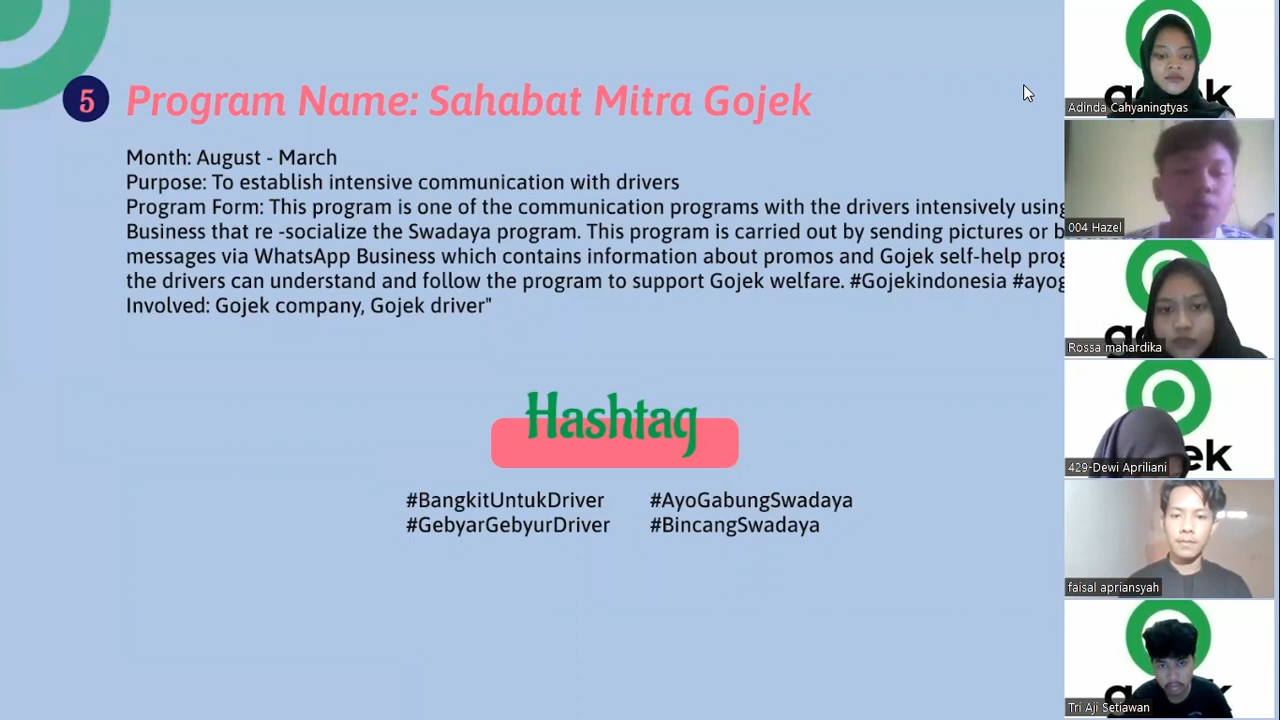 5 Program Name: Sahabat Mitra Gojek
Month: August - March
Purpose: To establish intensive communication with drivers
Program Form: This program is one of the communication programs with the drivers intensively using
Business that re -socialize the Swadaya program. This program is carried out by sending pictures or b
messages via WhatsApp Business which contains information about promos and Gojek self-help prog
the drivers can understand and follow the program to support Gojek welfare. #Gojekindonesia #ayog
Involved: Gojek company, Gojek driver"
Hashtag
#BangkitUntukDriver #AyoGabungSwadaya
#GebyarGebyurDriver #BincangSwadaya
Adinda Cahyaningtyas
004 Hazel
Rossa mahardika
ek
429-Dewi Apriliani
faisal apriansyah
Tri Aji Setiawan